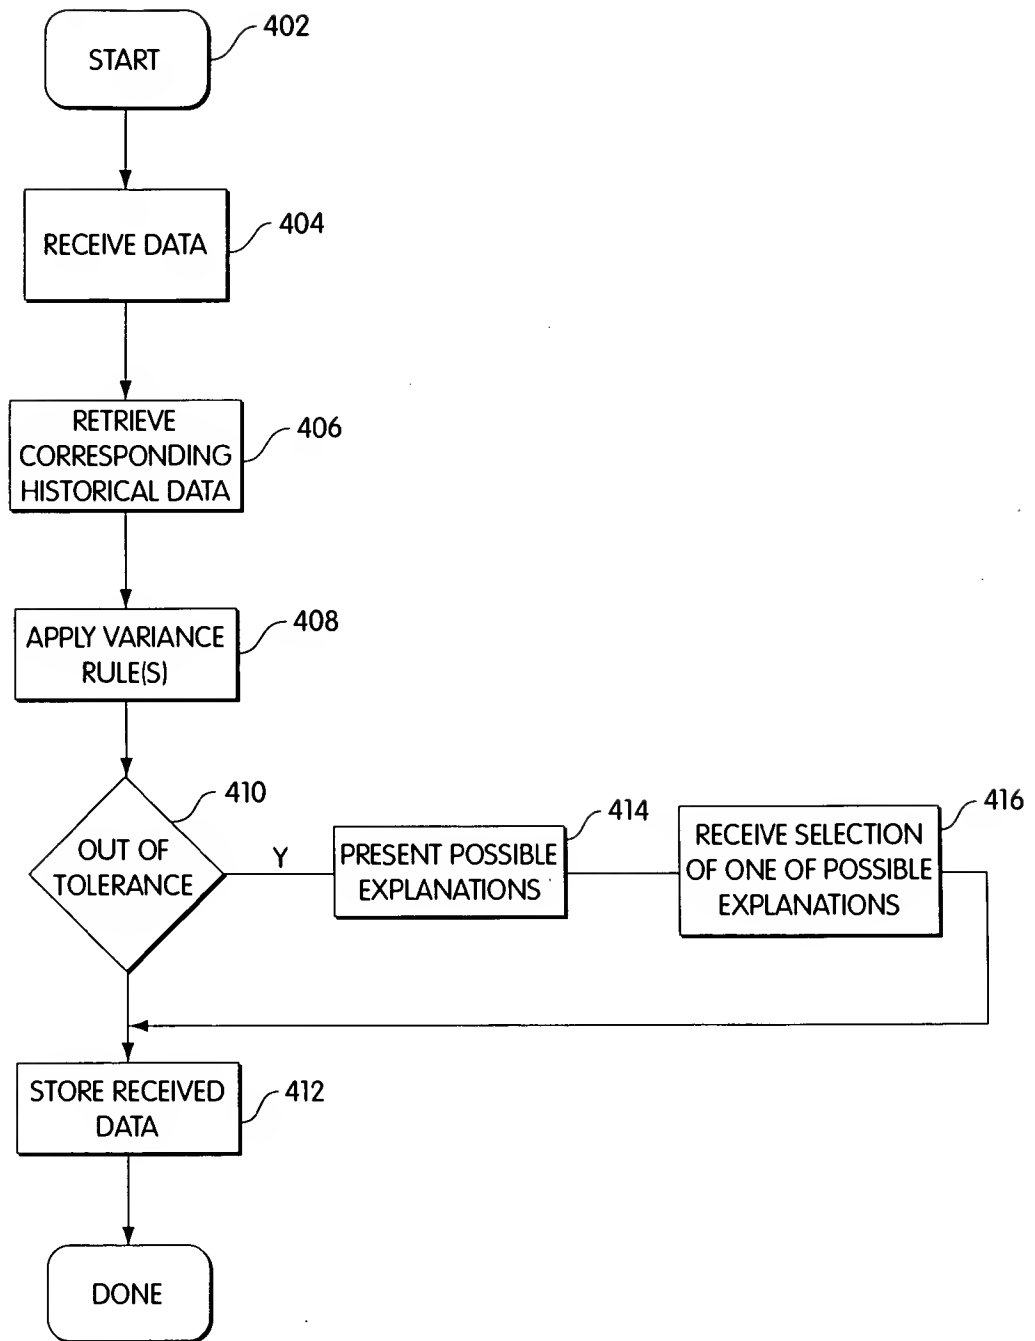 START
402
RECEIVE DATA
404
RETRIEVE
CORRESPONDING
HISTORICAL DATA
406
APPLY VARIANCE
RULE(S)
408
OUT OF
TOLERANCE
410
Y
PRESENT POSSIBLE
EXPLANATIONS
414
RECEIVE SELECTION
OF ONE OF POSSIBLE
EXPLANATIONS
416
STORE RECEIVED
DATA
412
DONE